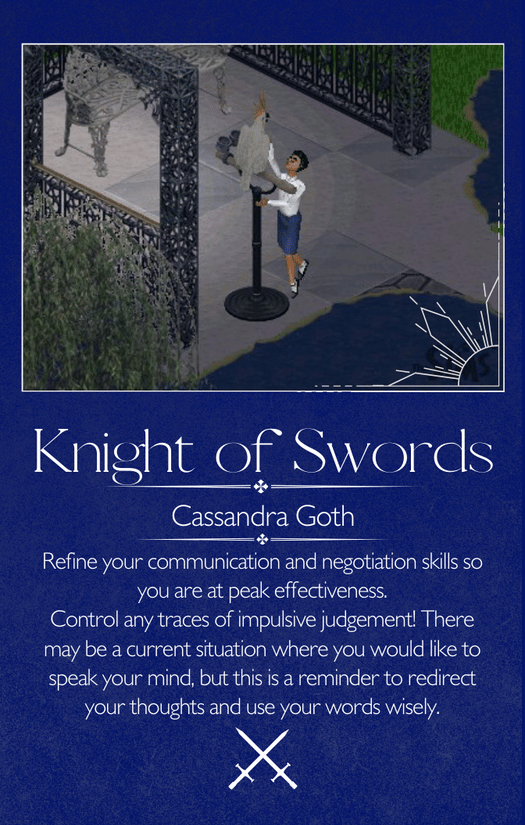 Knight of Swords
Cassandra Goth
Refine your communication and negotiation skills so
you are at peak effectiveness.
Control any traces of impulsive judgement! There
may be a current situation where you would like to
speak your mind, but this is a reminder to redirect
your thoughts and use your words wisely.